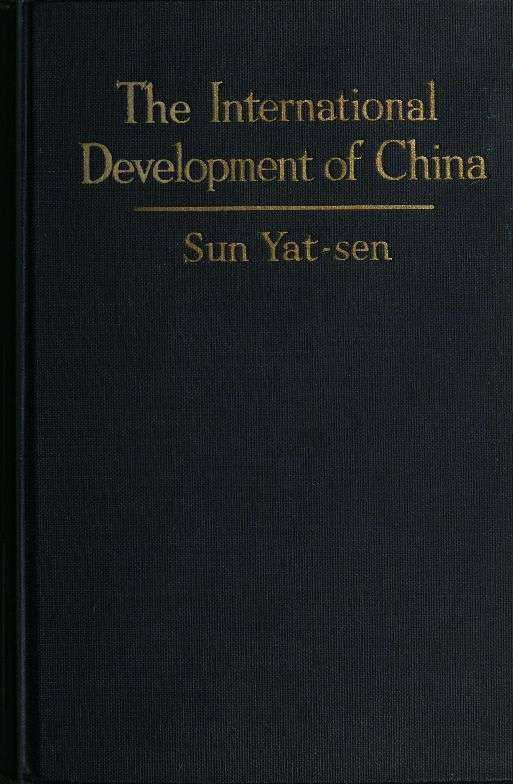 The International
Development of China
Sun Yat-sen